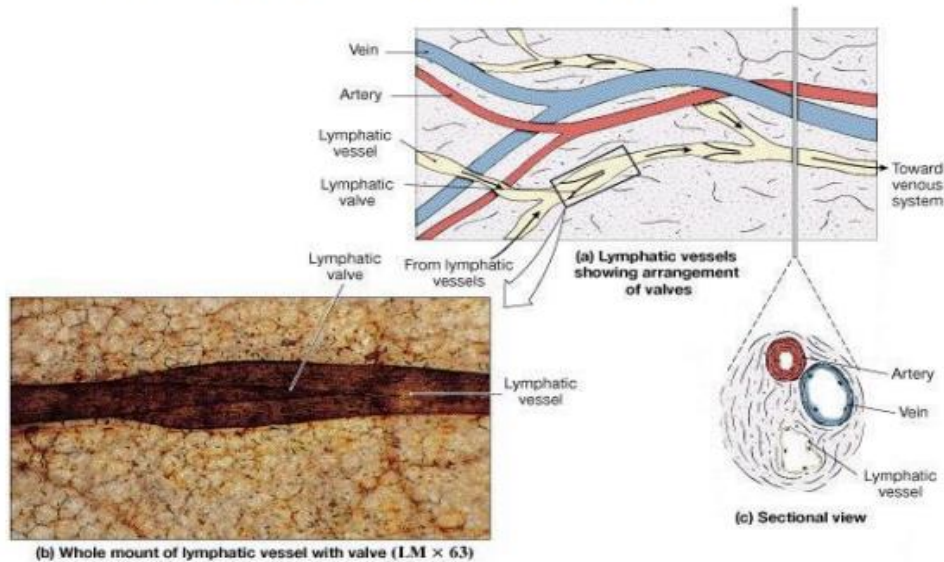 Vein
Artery
Lymphatic
vessel
Lymphatic
valve
Toward
venous
system
From lymphatic
vessels
(a) Lymphatic vessels
showing arrangement
of valves
Lymphatic
valve
Lymphatic
vessel
(b) Whole mount of lymphatic vessel with valve (LM × 63)
Artery
Vein
Lymphatic
vessel
(c) Sectional view